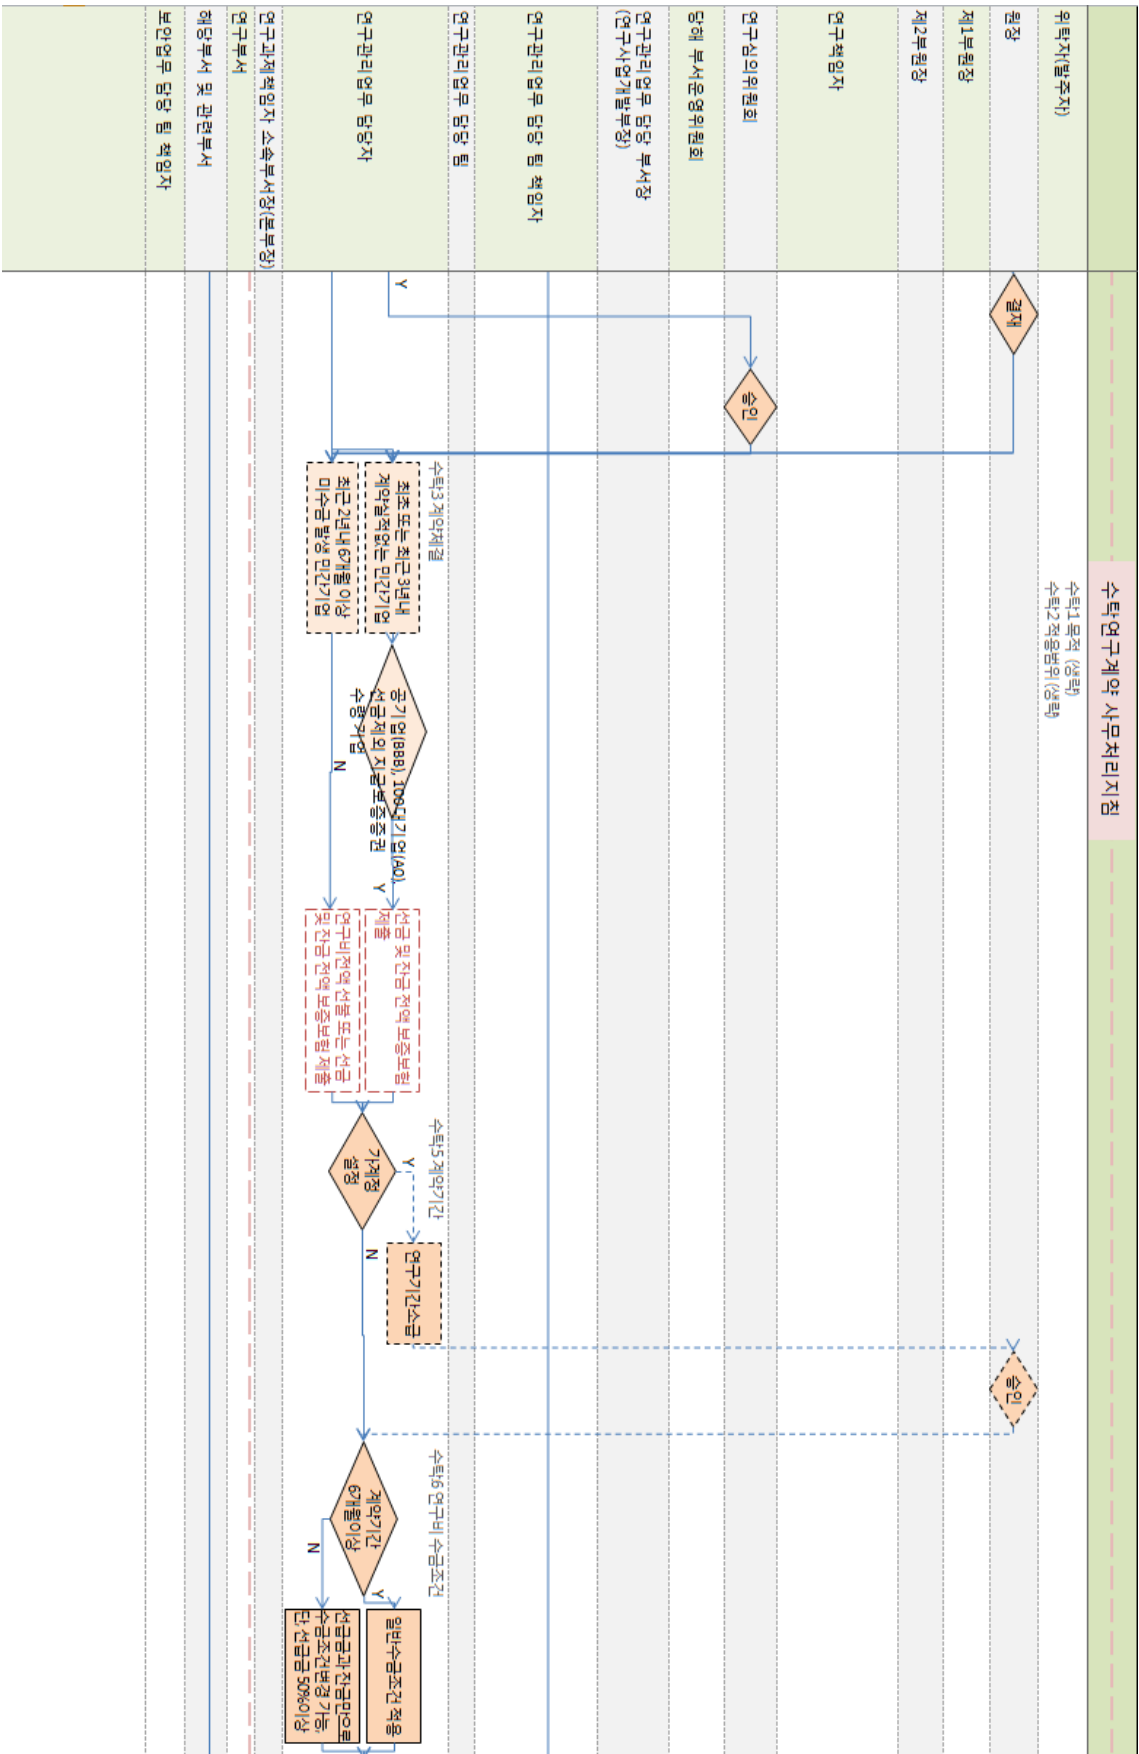 수탁연구계약 사무처리지침
수탁1 목적 (생략)
수탁2 적용범위 (생략)
위탁자(발주자)
원장
결재
승인
제1부원장
제2부원장
연구책임자
연구심의위원회
승인
당해 부서운영위원회
연구관리업무 담당 부서장
(연구사업개발부장)
연구관리업무 담당 팀 책임자
연구관리업무 담당 팀
연구관리업무 담당자
Y
수탁3 계약체결
최초 또는 최근 3년내
계약실적없는 민간기업
최근 2년내 6개월 이상
미수금 발생 민간기업
공기업(BBB), 100대기업(A0),
선금제외 지급보증증권
수령 기업
N
Y
선금 및 잔금 전액 보증보험
제출
연구비전액 선불 또는 선금
및 잔금 전액 보증보험 제출
수탁5 계약기간
가계정
설정
Y
N
연구기간소급
수탁6 연구비 수금조건
계약기간
6개월이상
Y
N
일반수금조건 적용
선급금과 잔금만으로
수금조건변경 가능,
단, 선급금 50%이상
연구과제책임자 소속부서장(본부장)
연구부서
해당부서 및 관련부서
보안업무 담당 팀 책임자